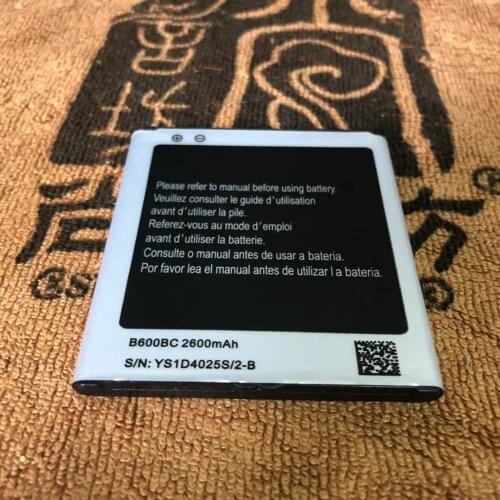 Please refer to manual before using battery.
Veuillez consulter le guide d'utilisation
avant d'utiliser la pile.
Referez-vous au mode d'emploi
avant d'utiliser la batterie.
Consulte o manual antes de usar a bateria.
Por favor lea el manual antes de utilizar l a bateria.
B600BC 2600mAh
S/N: YS1D4025S/2-B